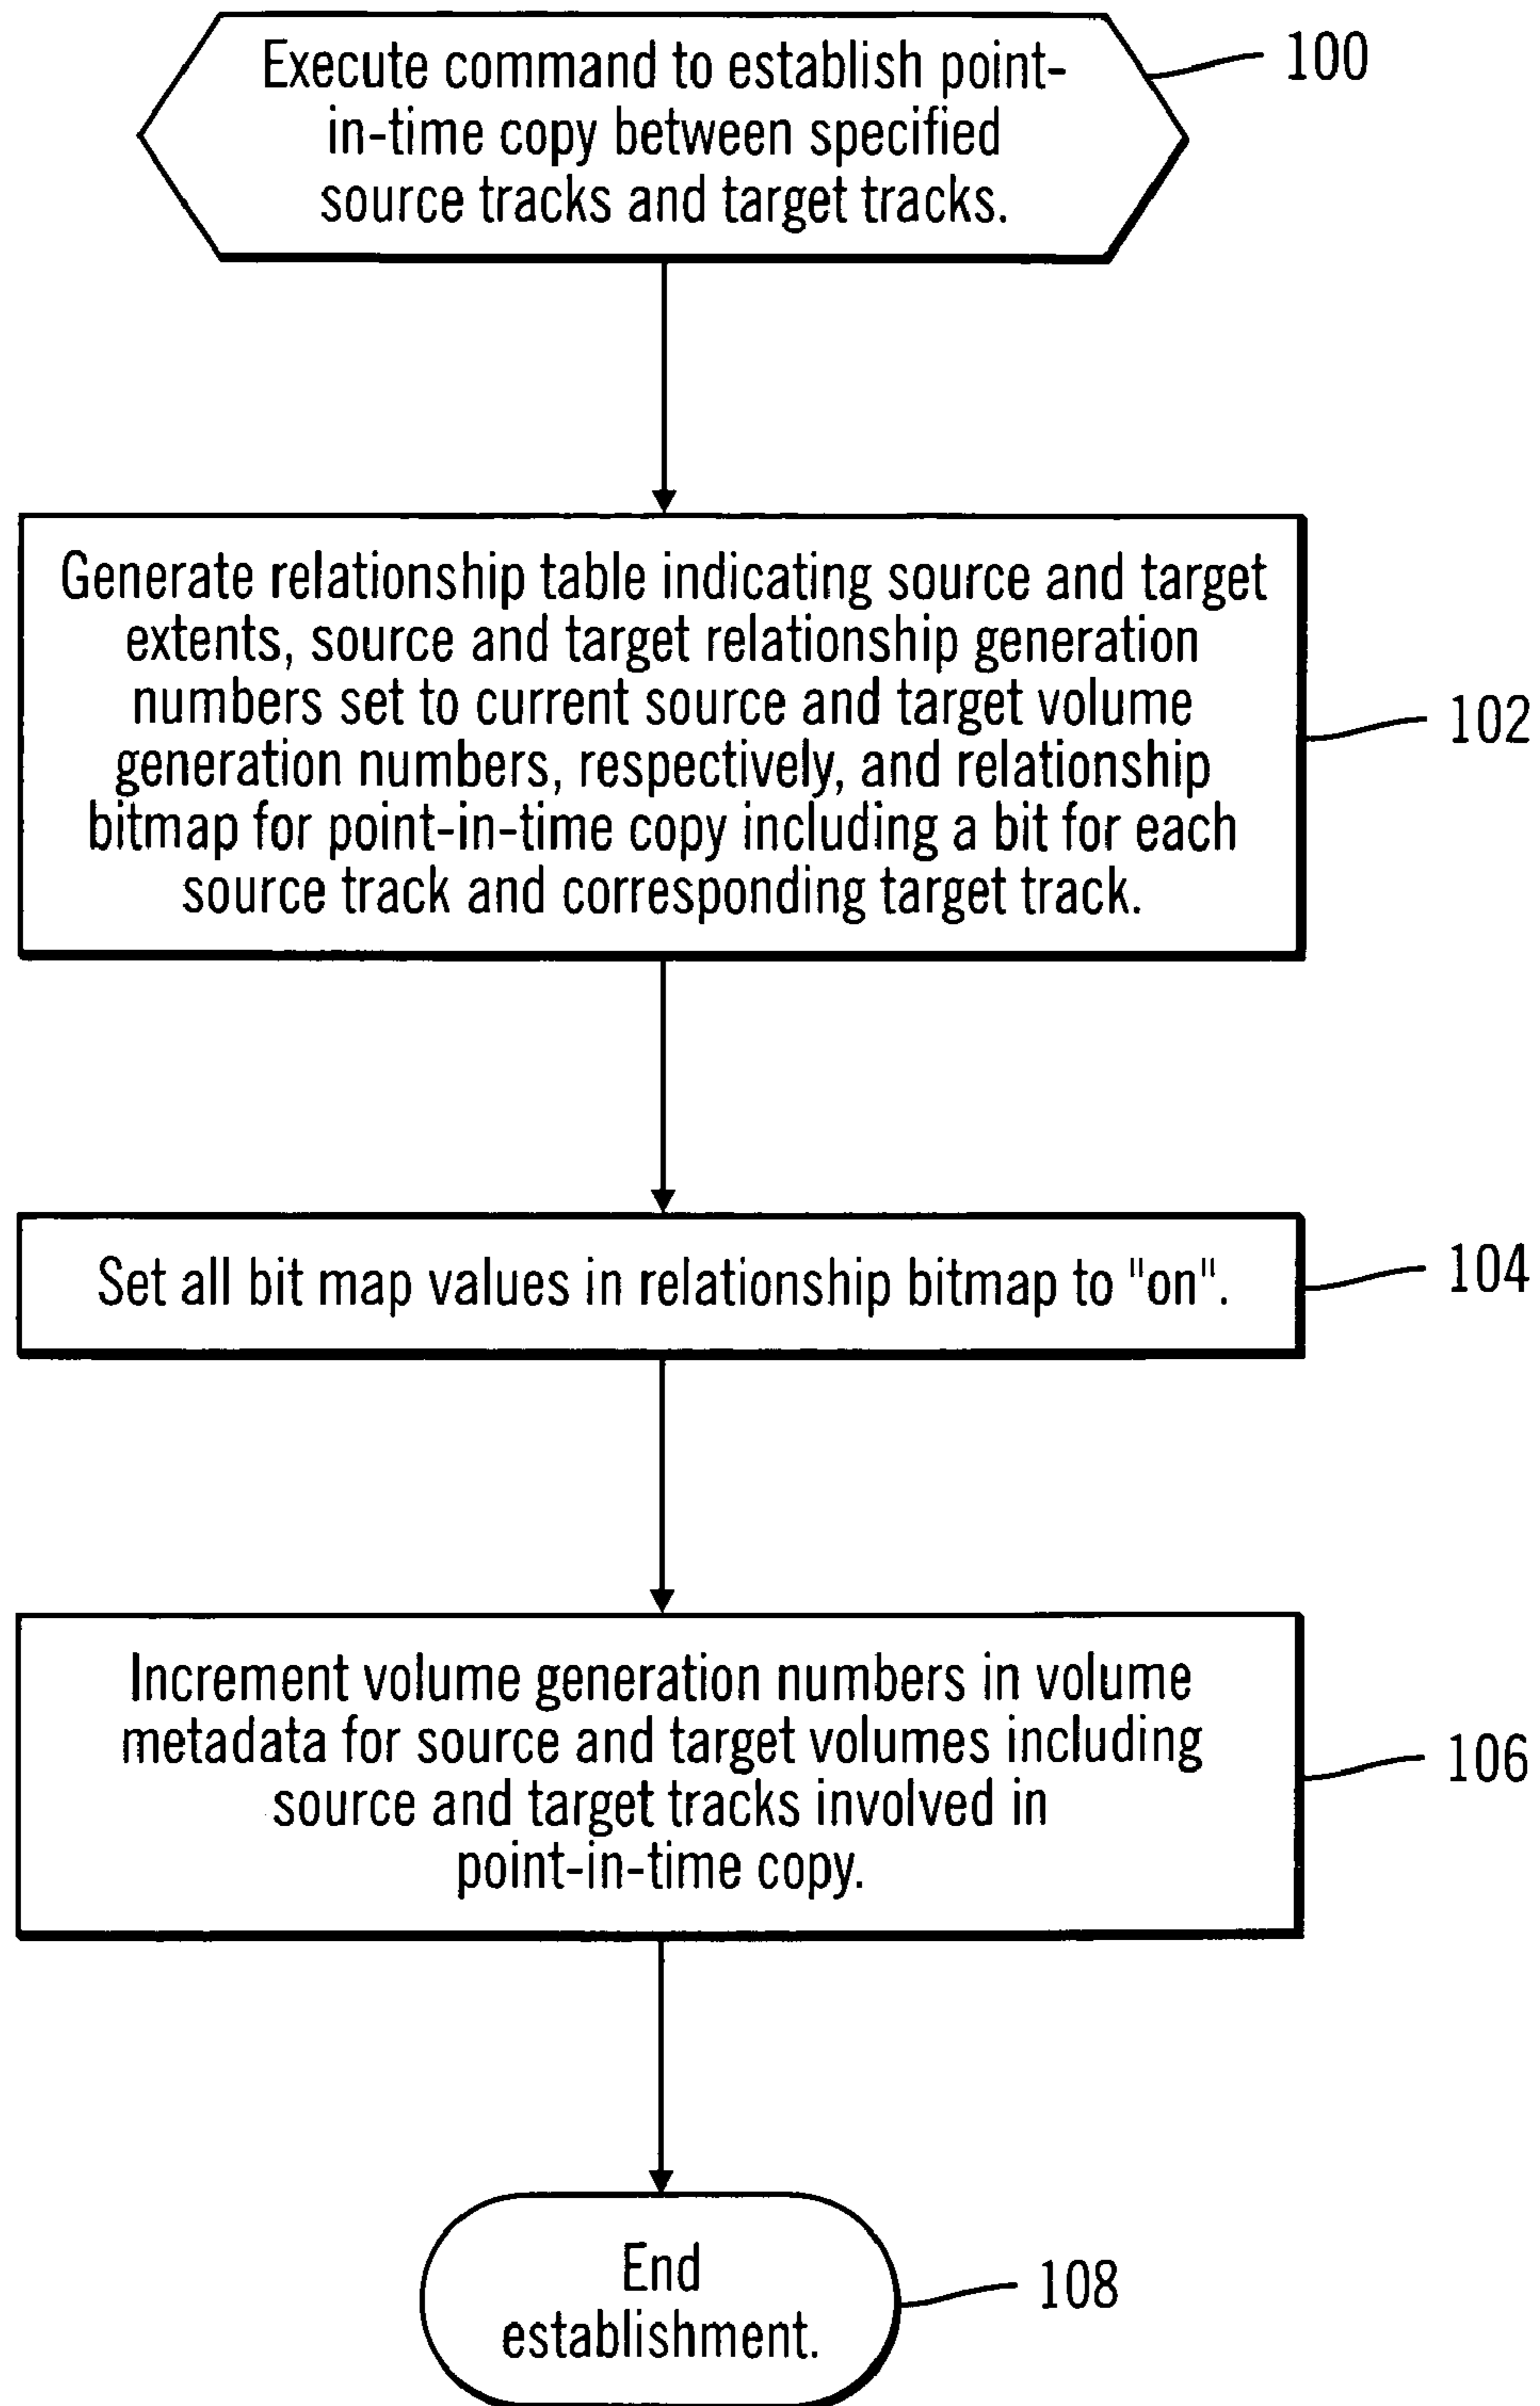 Execute command to establish point-
in-time copy between specified
source tracks and target tracks.
100
Generate relationship table indicating source and target
extents, source and target relationship generation
numbers set to current source and target volume
generation numbers, respectively, and relationship
bitmap for point-in-time copy including a bit for each
source track and corresponding target track.
102
Set all bit map values in relationship bitmap to "on".
104
Increment volume generation numbers in volume
metadata for source and target volumes including
source and target tracks involved in
point-in-time copy.
106
End
establishment.
108